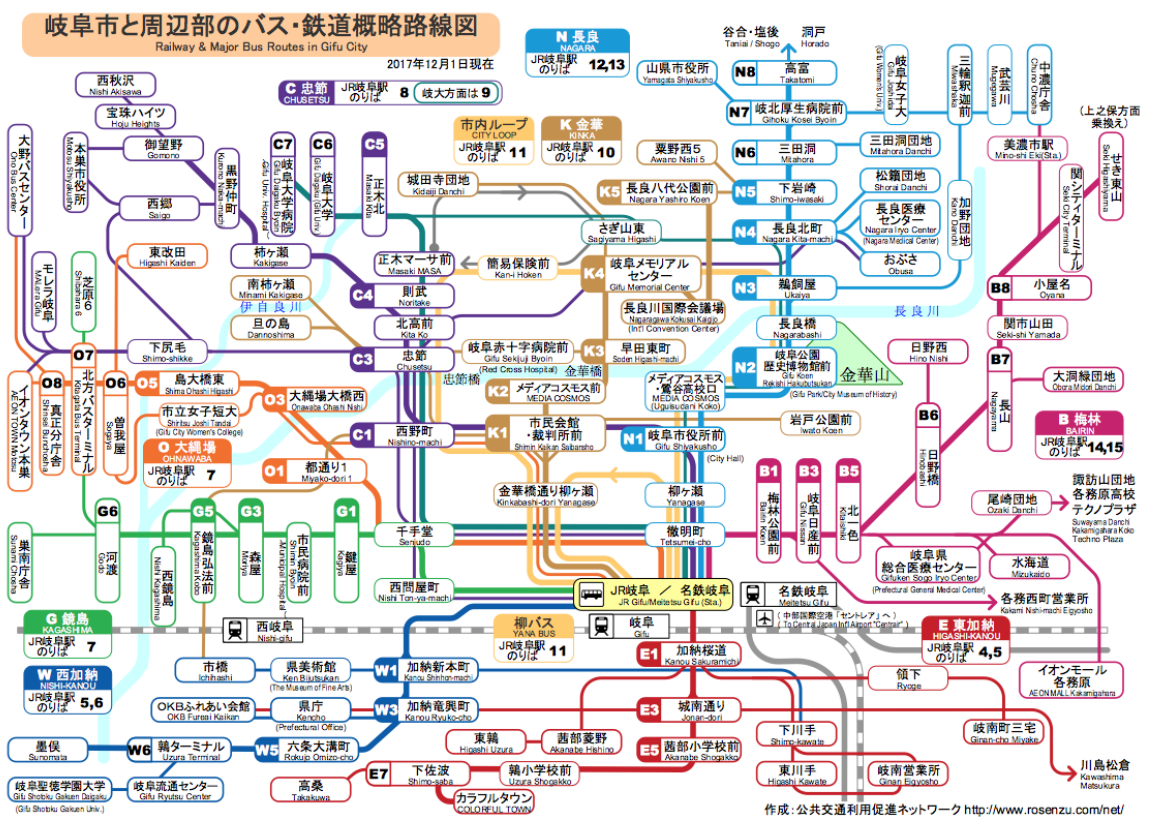 岐阜市と周辺部のバス・鉄道概略路線図
Railway & Major Bus Routes in Gifu City
2017年12月1日現在
N 長良
NAGARA
JR岐阜駅
のりば 12,13
谷合・塩後
Taniai / Shogo
洞戸
Horado
C 忠節
CHUSETSU
JR岐阜駅
のりば 8
岐大方面は 9
市内ループ
CITY LOOP
JR岐阜駅
のりば 11
K 金華
KINKA
JR岐阜駅
のりば 10
山県市役所
Yamagata Shiyakusho
N8
高富
Takatomi
N7
岐北厚生病院前
Gihoku Kosei Byoin
岐阜女子大
Gifu Joshidai
(Gifu Women's Univ.)
三輪釈迦前
Miwashaka
武芸川
Mugegawa
中濃庁舎
Chuno Chosha
(上之保方面
乗換え)
西秋沢
Nishi Akisawa
宝珠ハイツ
Hoju Heights
御望野
Gomono
大野バスセンター
Ono Bus Center
本巣市役所
Motosu Shiyakusho
西郷
Saigo
黒野仲町
Kurono Naka-machi
C7
岐阜大学病院
Gifu Daigaku Byoin
(Gifu Univ. Hospital)
C6
岐阜大学
Gifu Daigaku (Gifu Univ.)
C5
正木北
Masaki Kita
城田寺団地
Kidaiji Danchi
粟野西5
Awano Nishi 5
K5
長良八代公園前
Nagara Yashiro Koen
N6
三田洞
Mitahora
三田洞団地
Mitahora Danchi
N5
下岩崎
Shimo-iwasaki
松籟団地
Shorai Danchi
N4
長良北町
Nagara Kita-machi
長良医療
センター
Nagara Iryo Center
(Nagara Medical Center)
おぶさ
Obusa
加野団地
Kano Danchi
美濃市駅
Mino-shi Eki(Sta.)
関シティターミナル
Seki City Terminal
せき東山
Seki Higashiyama
東改田
Higashi Kaiden
柿ヶ瀬
Kakigase
正木マーサ前
Masaki MASA
簡易保険前
Kan-i Hoken
さぎ山東
Sagiyama Higashi
K4
岐阜メモリアル
センター
Gifu Memorial Center
N3
鵜飼屋
Ukaiya
B8
小屋名
Oyana
モレラ岐阜
MALera Gifu
芝原6
Shibahara 6
南柿ヶ瀬
Minami Kakigase
C4
則武
Noritake
伊自良川
長良川国際会議場
Nagaragawa Kokusai Kaigijo
(Int'l Convention Center)
長良川
長良橋
Nagarabashi
関市山田
Seki-shi Yamada
旦の島
Dannoshima
北高前
Kita Ko
下尻毛
Shimo-shikke
C3
忠節
Chusetsu
岐阜赤十字病院前
Gifu Sekijuji Byoin
(Red Cross Hospital)
K3
早田東町
Soden Higashi-machi
N2
岐阜公園
歴史博物館前
Gifu Koen
Rekishi Hakubutsukan
(Gifu Park/City Museum of History)
金華山
日野西
Hino Nishi
B7
長山
Nagayama
大洞緑団地
Obora Midori Danchi
忠節橋
金華橋
イオンタウン本巣
AEON TOWN Motosu
O8
真正分庁舎
Shinsei Bunchosha
O7
北方バスターミナル
Kitagata Bus Terminal
O6
曽我屋
Sogaya
O5
島大橋東
Shima Ohashi Higashi
O3
大縄場大橋西
Onawaba Ohashi Nishi
市立女子短大
Shiritsu Joshi Tandai
(Gifu City Women's College)
K2
メディアコスモス前
MEDIA COSMOS
メディアコスモス
・鶯谷高校口
MEDIA COSMOS
(Uguisudani Koko)
O 大縄場
OHNAWABA
JR岐阜駅
のりば 7
C1
西野町
Nishino-machi
K1
市民会館
・裁判所前
Shimin Kaikan Saibansho
N1
岐阜市役所前
Gifu Shiyakusho
(City Hall)
岩戸公園前
Iwato Koen
B6
日野橋
Hinobashi
B 梅林
BAIRIN
JR岐阜駅
のりば 14,15
O1
都通り1
Miyako-dori 1
金華橋通り柳ヶ瀬
Kinkabashi-dori Yanagase
柳ヶ瀬
Yanagase
B1
梅林公園前
Bairin Koen
B3
岐阜日産前
Gifu Nissan
B5
北一色
Kitaishiki
尾崎団地
Ozaki Danchi
諏訪山団地
各務原高校
テクノプラザ
Suwayama Danchi
Kakamigahara Koko
Techno Plaza
巣南庁舎
Sunami Chosha
G6
河渡
Godo
西鏡島
Nishi Kagashima
G5
鏡島弘法前
Kagashima Kobo
G3
森屋
Moriya
市民病院前
Shimin Byoin
(Municipal Hospital)
G1
鍵屋
Kagiya
千手堂
Senjudo
徹明町
Tetsumei-cho
岐阜県
総合医療センター
Gifuken Sogo Iryo Center
(Prefectural General Medical Center)
水海道
Mizukaido
西問屋町
Nishi Ton-ya-machi
JR岐阜 / 名鉄岐阜
JR Gifu/Meitetsu Gifu (Sta.)
名鉄岐阜
Meitetsu Gifu
各務西町営業所
Kakami Nishi-machi Eigyosho
G 鏡島
KAGASHIMA
JR岐阜駅
のりば 7
西岐阜
Nishi-gifu
柳バス
YANA BUS
JR岐阜駅
のりば 11
岐阜
Gifu
(中部国際空港「セントレア」へ)
( To Central Japan Int'l Airport "Centrair" )
E 東加納
HIGASHI-KANOU
JR岐阜駅
のりば 4,5
W 西加納
NISHI-KANOU
JR岐阜駅
のりば 5,6
市橋
Ichihashi
県美術館
Ken Bijutsukan
(The Museum of Fine Arts)
W1
加納新本町
Kanou Shinhon-machi
E1
加納桜道
Kanou Sakuramichi
領下
Ryoge
イオンモール
各務原
AEON MALL Kakamigahara
OKBふれあい会館
OKB Fureai Kaikan
県庁
Kencho
(Prefectural Office)
W3
加納竜興町
Kanou Ryuko-cho
E3
城南通り
Jonan-dori
下川手
Shimo-kawate
岐南町三宅
Ginan-cho Miyake
墨俣
Sunomata
W6
鶉ターミナル
Uzura Terminal
W5
六条大溝町
Rokujo Omizo-cho
東鶉
Higashi Uzura
茜部菱野
Akanabe Hishino
E5
茜部小学校前
Akanabe Shogakko
岐阜聖徳学園大学
Gifu Shotoku Gakuen Daigaku
(Gifu Shotoku Gakuen Univ.)
岐阜流通センター
Gifu Ryutsu Center
高桑
Takakuwa
E7
下佐波
Shimo-saba
鶉小学校前
Uzura Shogakko
東川手
Higashi Kawate
岐南営業所
Ginan Eigyosho
川島松倉
Kawashima
Matsukura
カラフルタウン
COLORFUL TOWN
作成：公共交通利用促進ネットワーク http://www.rosenzu.com/net/